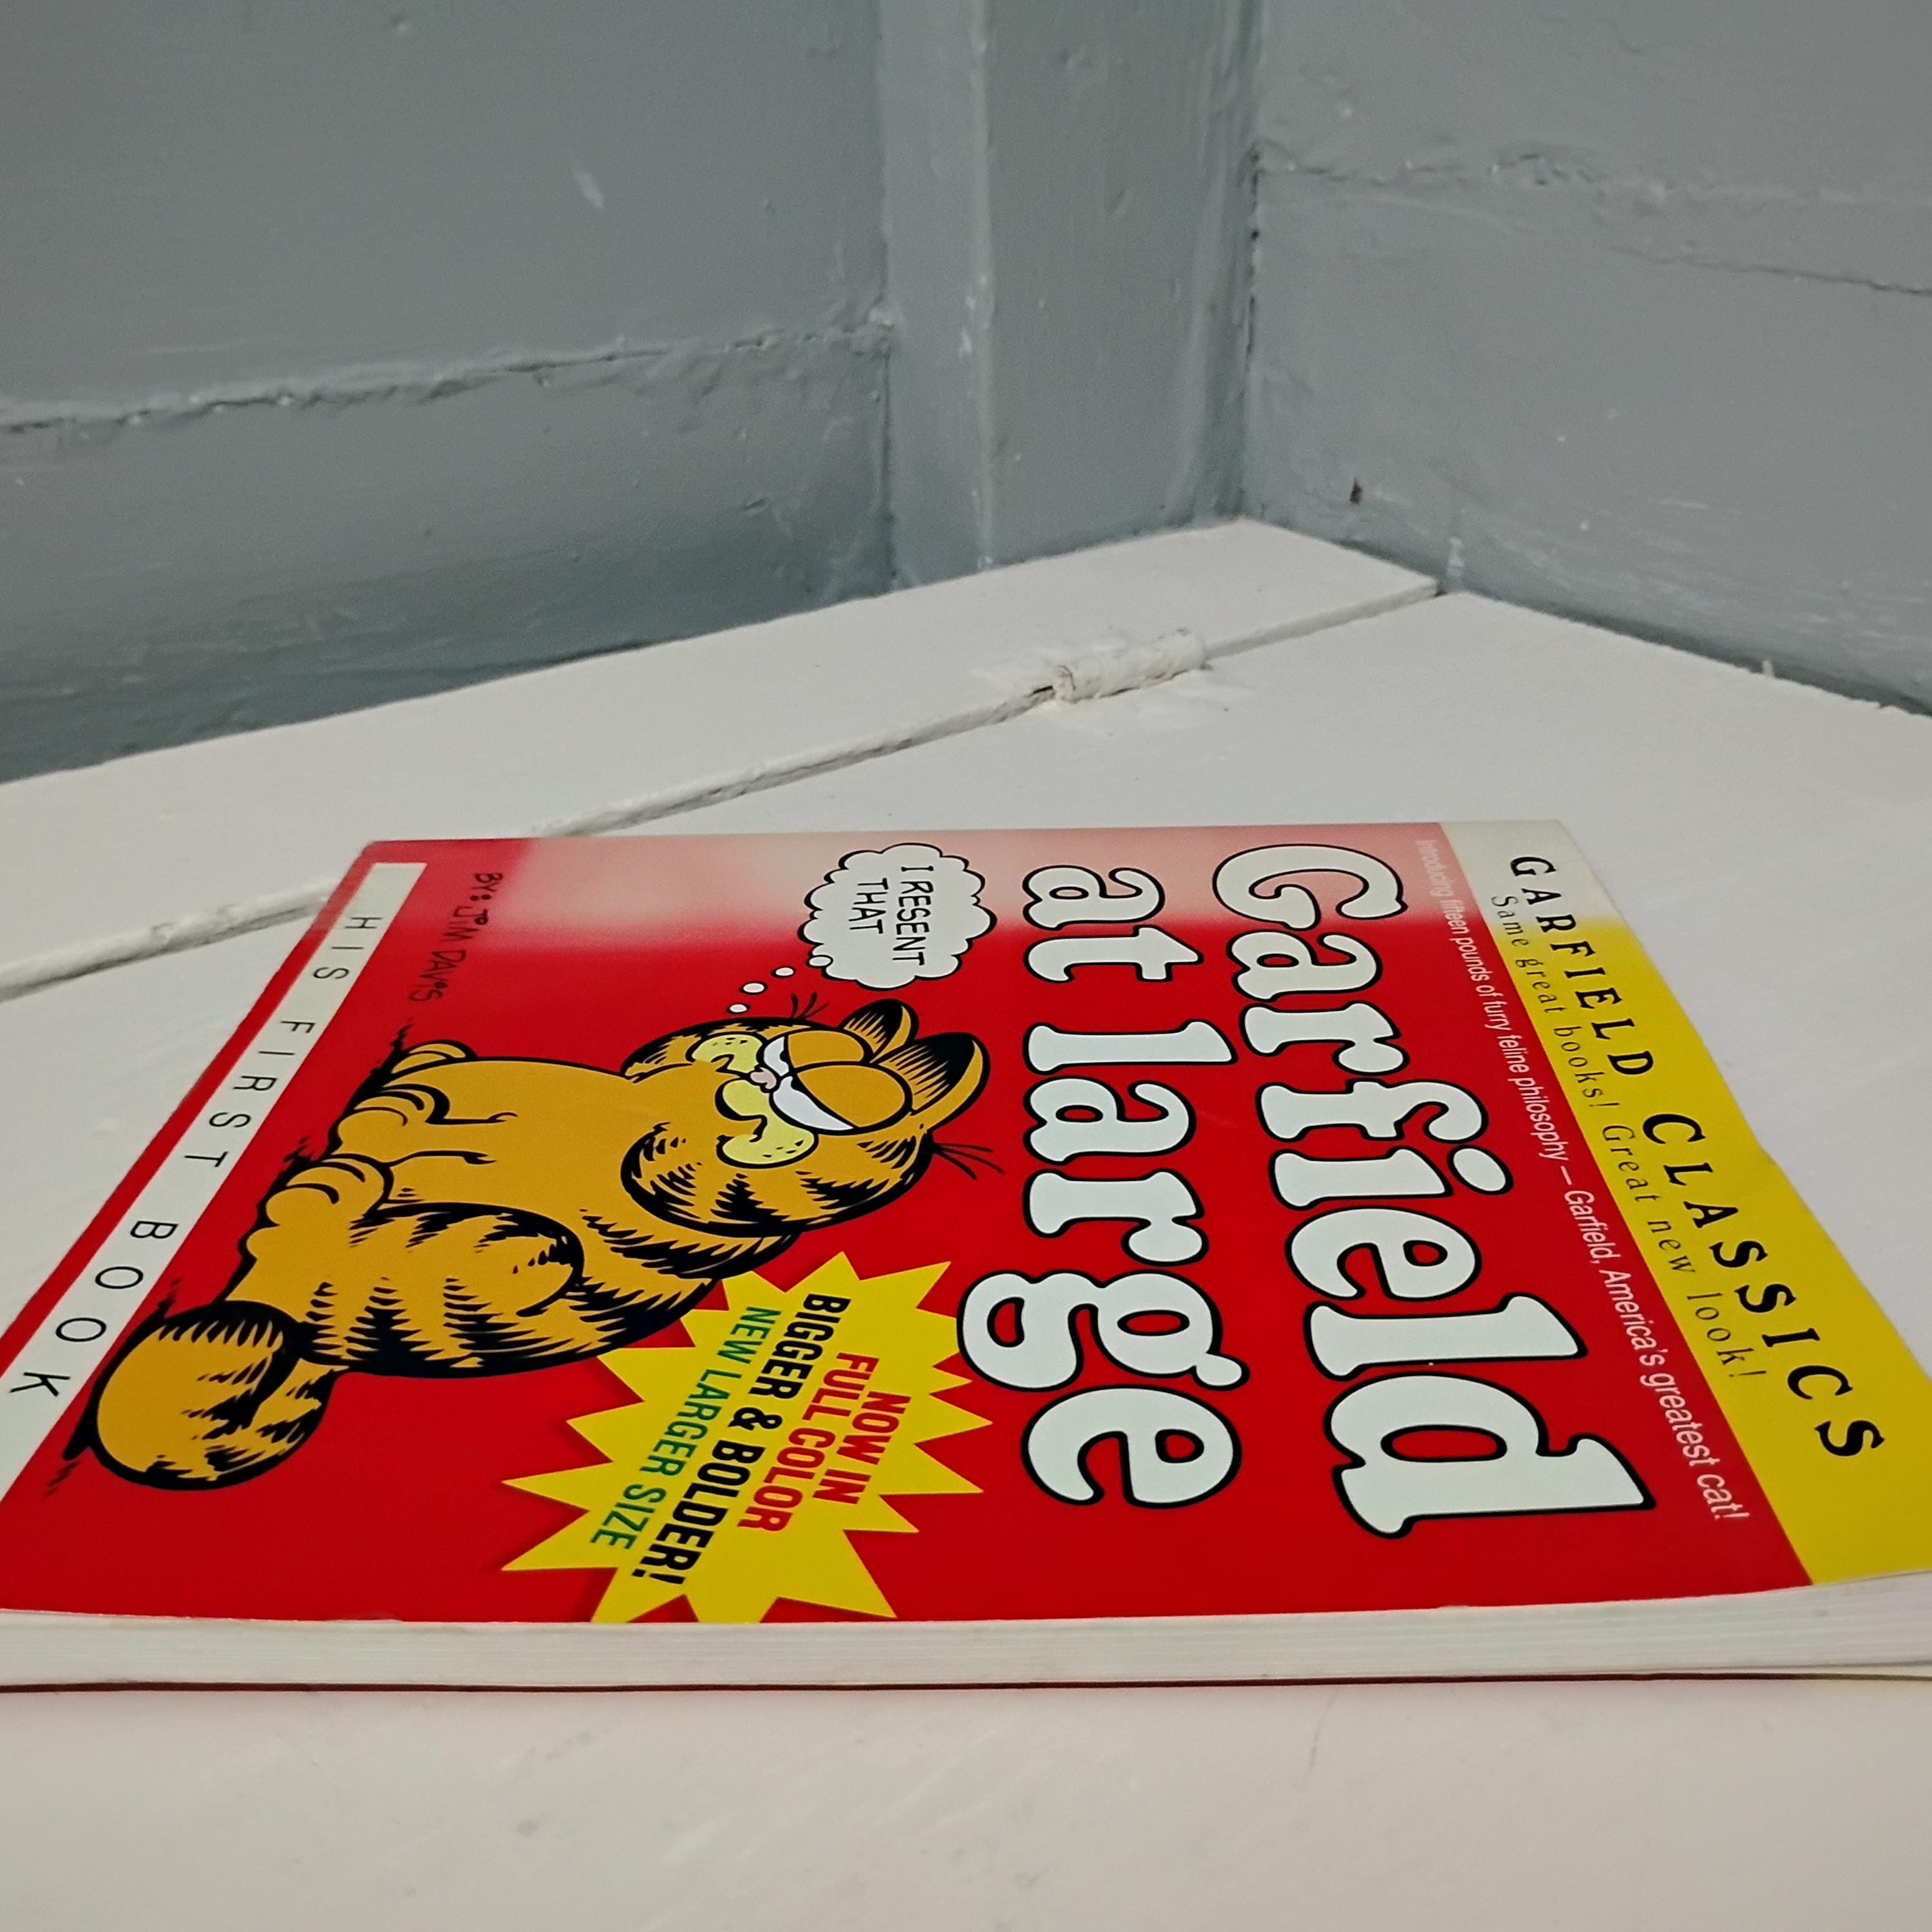 GARFIELD CLASSICS
Same great books! Great new look!
Introducing fifteen pounds of furry feline philosophy — Garfield, America's greatest cat!
Garfield
at large
I RESENT
THAT
NOW IN
FULL COLOR
BIGGER & BOLDER!
NEW LARGER SIZE
BY: JIM DAVIS
HIS FIRST BOOK